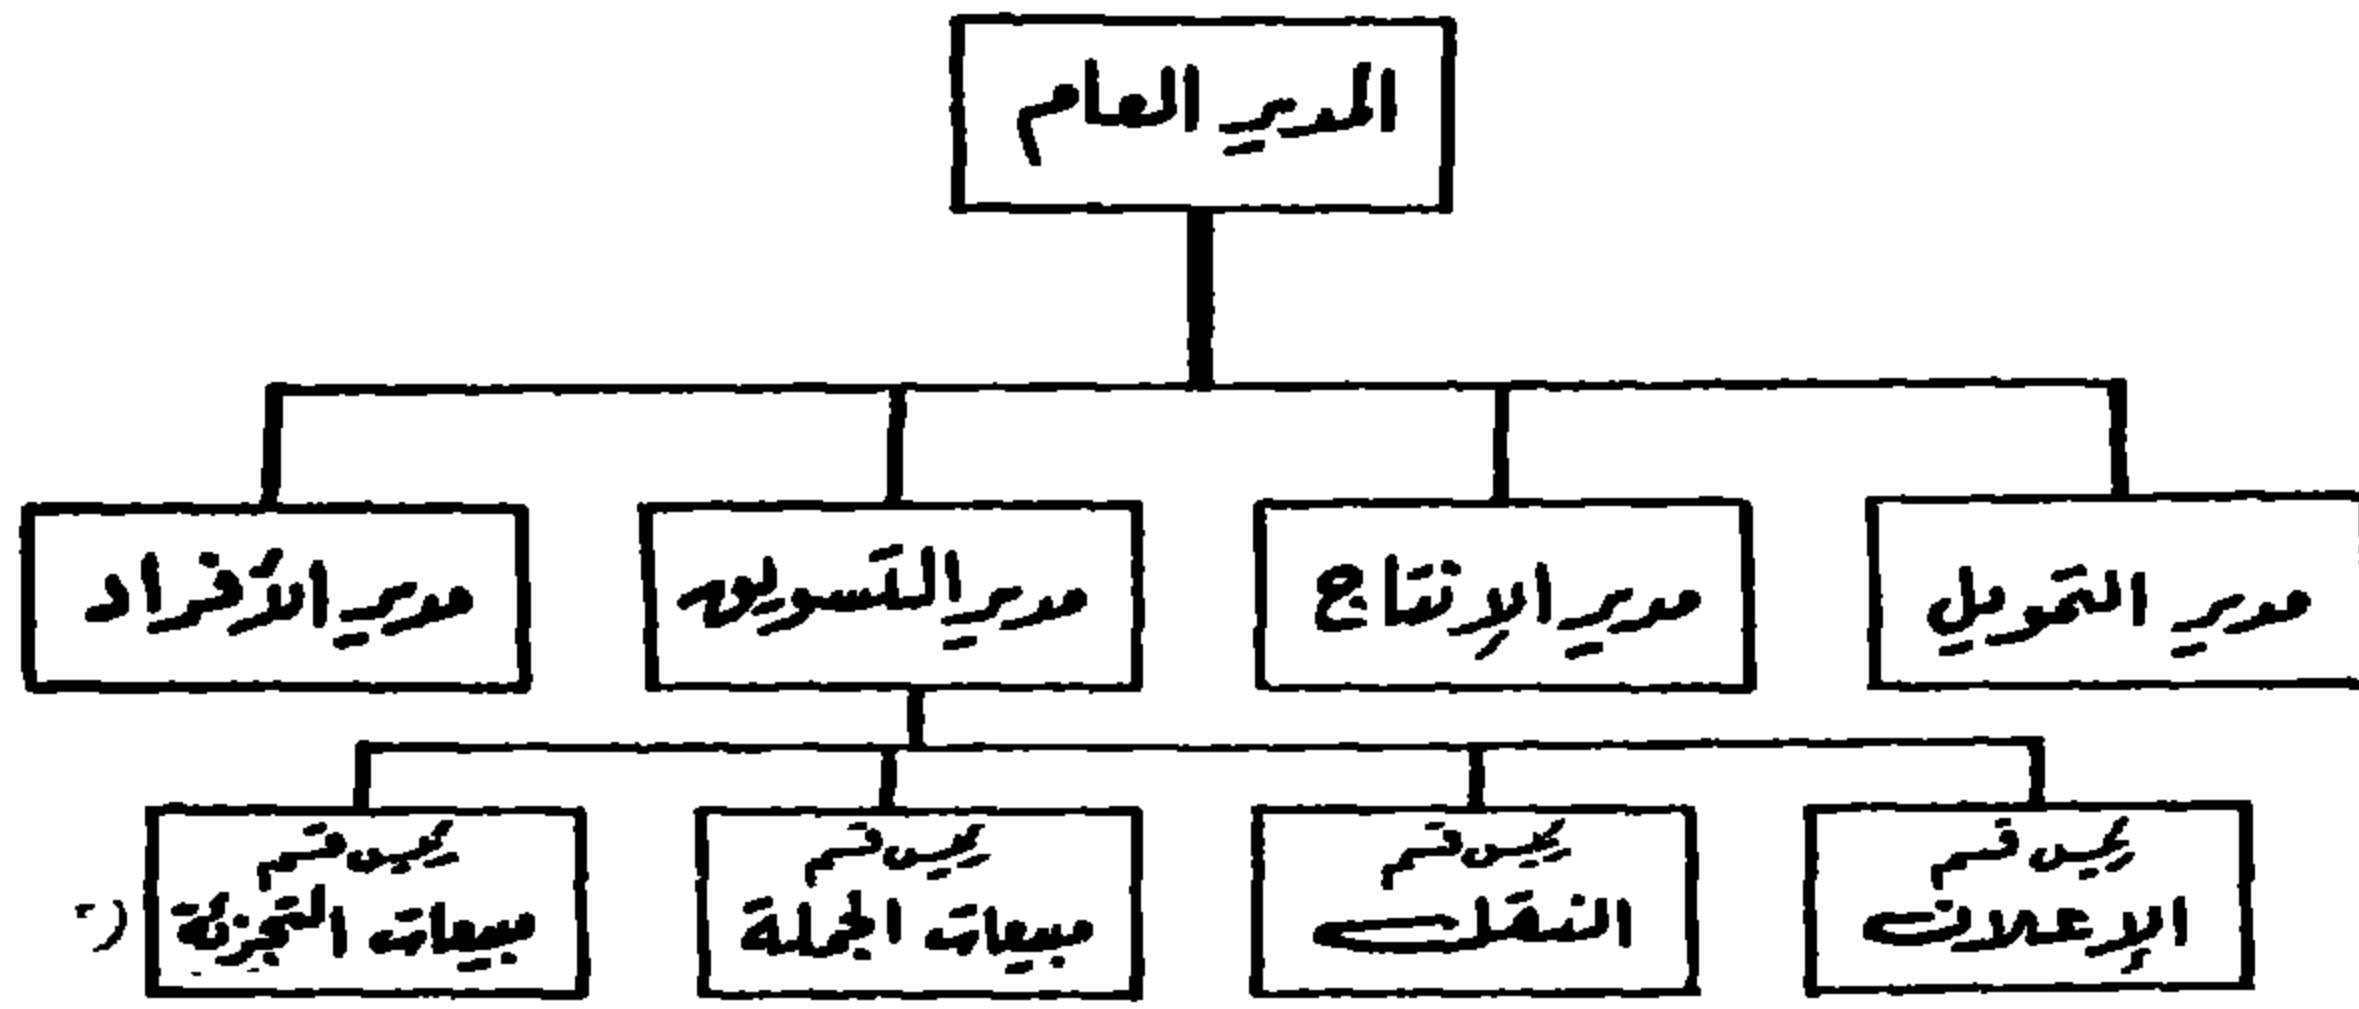 المدير العام
مدير التمويل
مدير الإنتاج
مدير التسويق
مدير الأفراد
رئيس قسم
الإعلان
رئيس قسم
النقل
رئيس قسم
مبيعات الجملة
رئيس قسم
مبيعات التجزئة